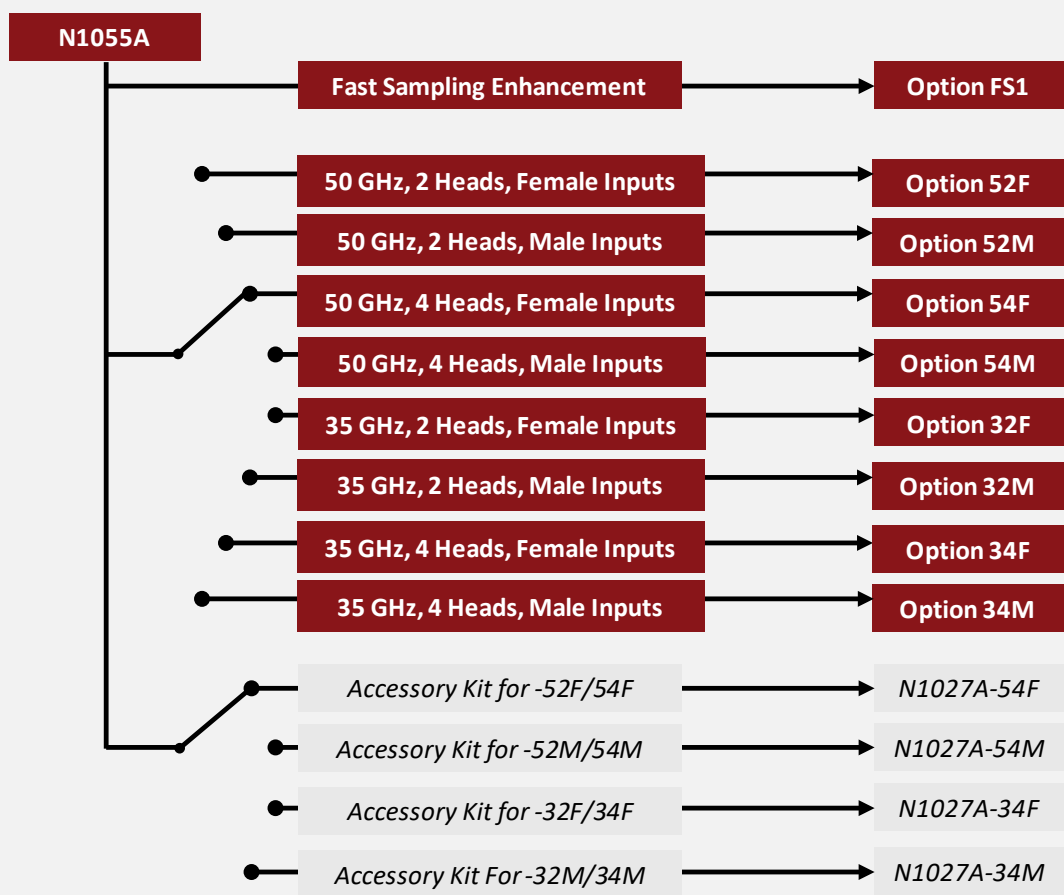 N1055A
Fast Sampling Enhancement
Option FS1
50 GHz, 2 Heads, Female Inputs
Option 52F
50 GHz, 2 Heads, Male Inputs
Option 52M
50 GHz, 4 Heads, Female Inputs
Option 54F
50 GHz, 4 Heads, Male Inputs
Option 54M
35 GHz, 2 Heads, Female Inputs
Option 32F
35 GHz, 2 Heads, Male Inputs
Option 32M
35 GHz, 4 Heads, Female Inputs
Option 34F
35 GHz, 4 Heads, Male Inputs
Option 34M
Accessory Kit for -52F/54F
N1027A-54F
Accessory Kit for -52M/54M
N1027A-54M
Accessory Kit for -32F/34F
N1027A-34F
Accessory Kit For -32M/34M
N1027A-34M